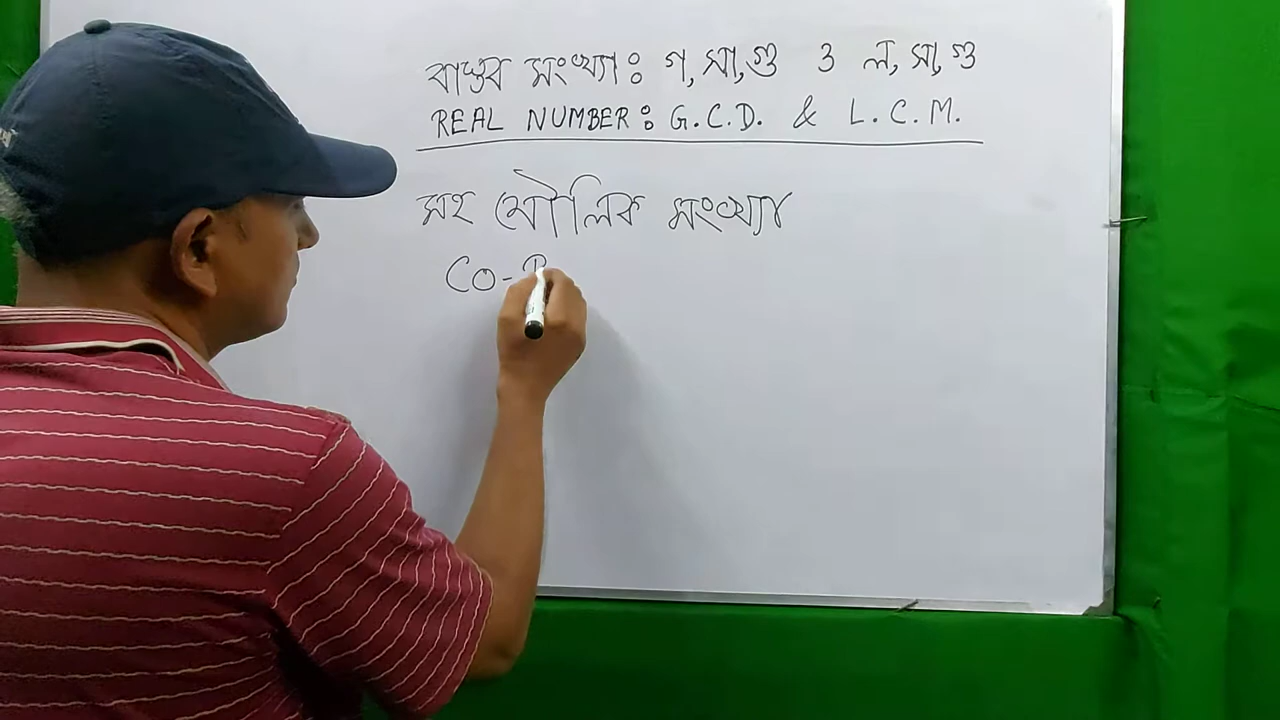 বাস্তব সংখ্যা : গ, সা, গু ও ল, সা, গু
REAL NUMBER : G.C.D. & L.C.M.
সহ মৌলিক সংখ্যা
Co-P